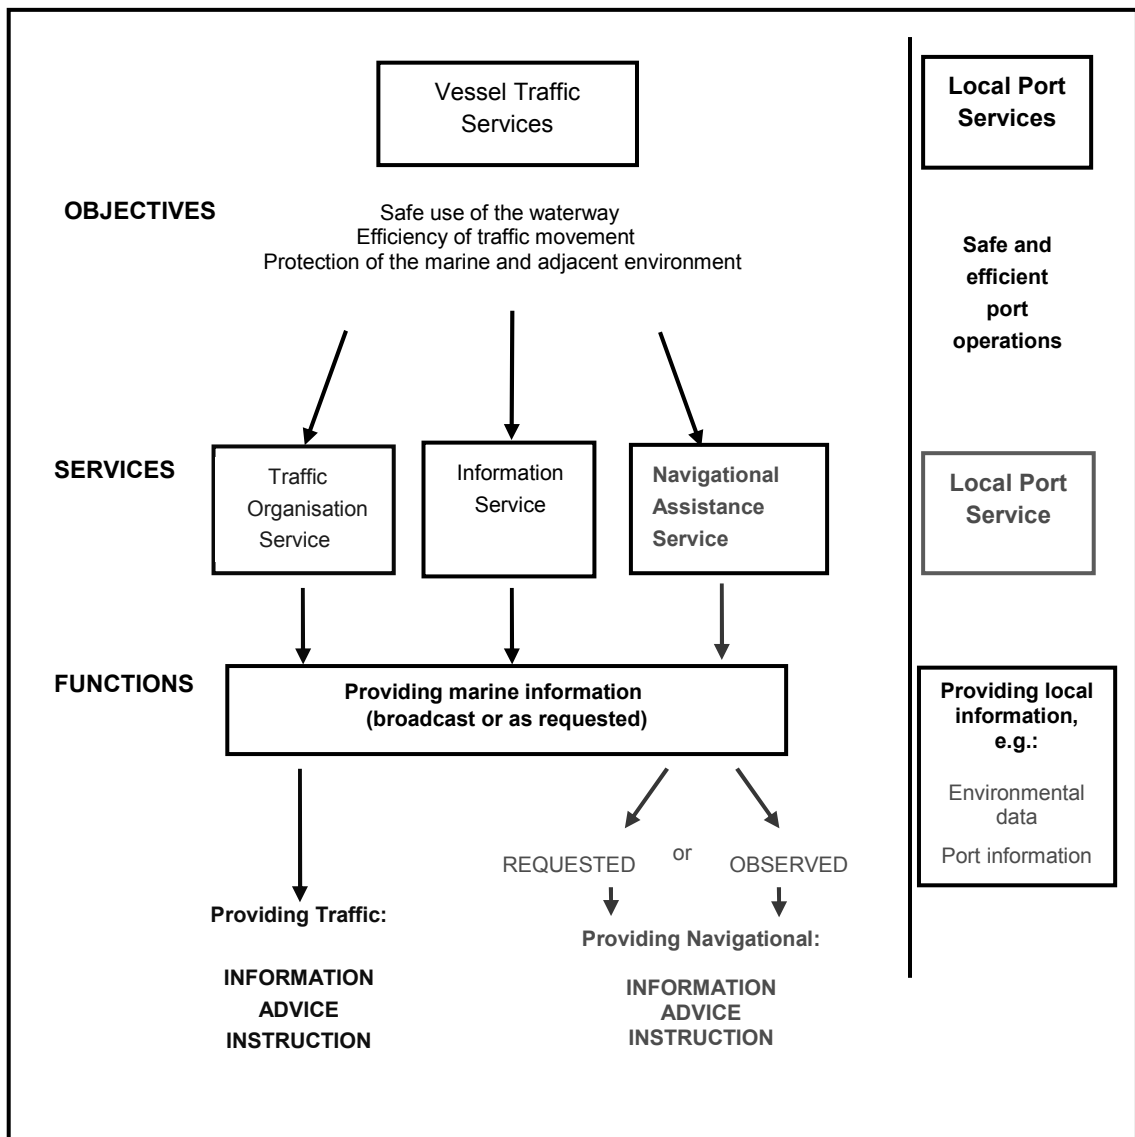 Vessel Traffic
Services
OBJECTIVES
Safe use of the waterway
Efficiency of traffic movement
Protection of the marine and adjacent environment
SERVICES
Traffic
Organisation
Service
Information
Service
Navigational
Assistance
Service
FUNCTIONS
Providing marine information
(broadcast or as requested)
REQUESTED
or
OBSERVED
Providing Traffic:
INFORMATION
ADVICE
INSTRUCTION
Providing Navigational:
INFORMATION
ADVICE
INSTRUCTION
Local Port
Services
Safe and
efficient
port
operations
Local Port
Service
Providing local
information,
e.g.:
Environmental
data
Port information